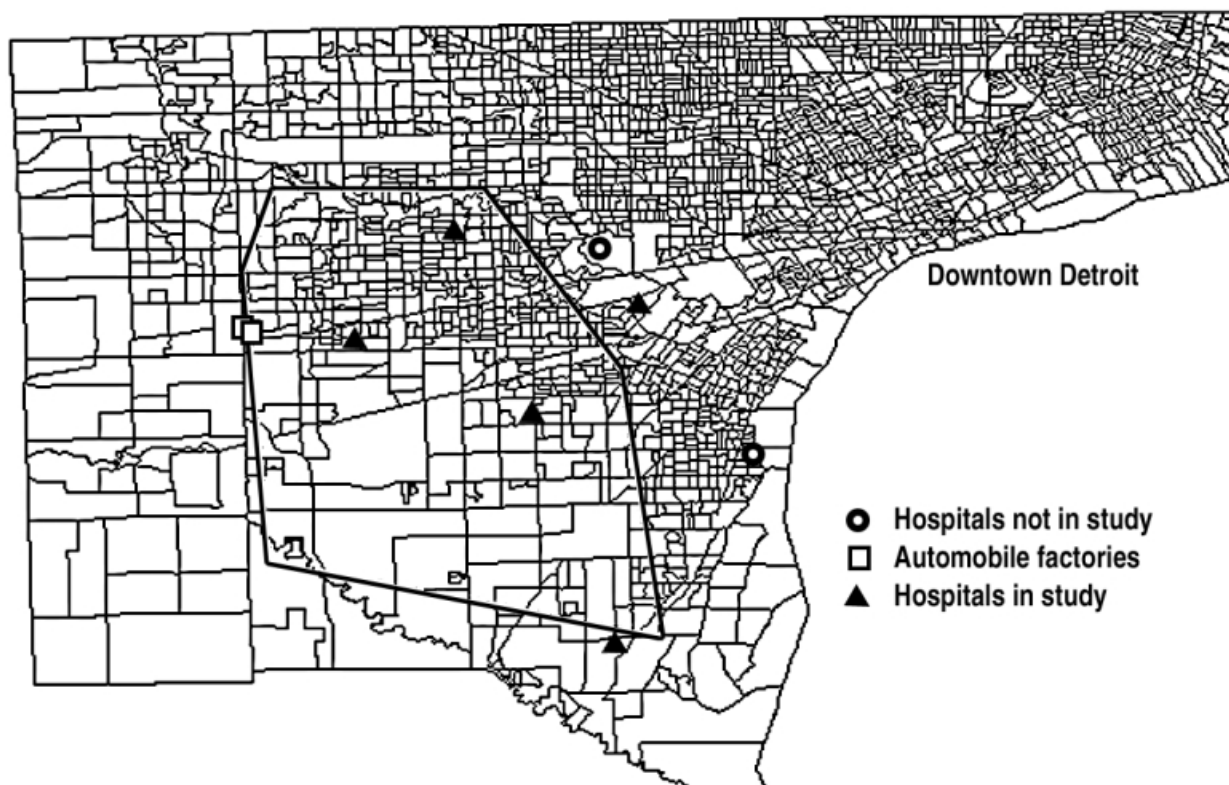 Downtown Detroit
Hospitals not in study
Automobile factories
Hospitals in study